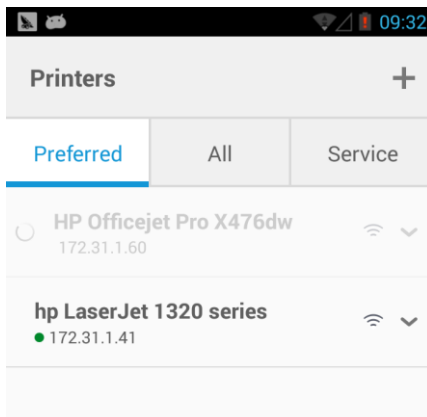 09:32
Printers
Preferred All Service
HP Officejet Pro X476dw
172.31.1.60
hp LaserJet 1320 series
172.31.1.41